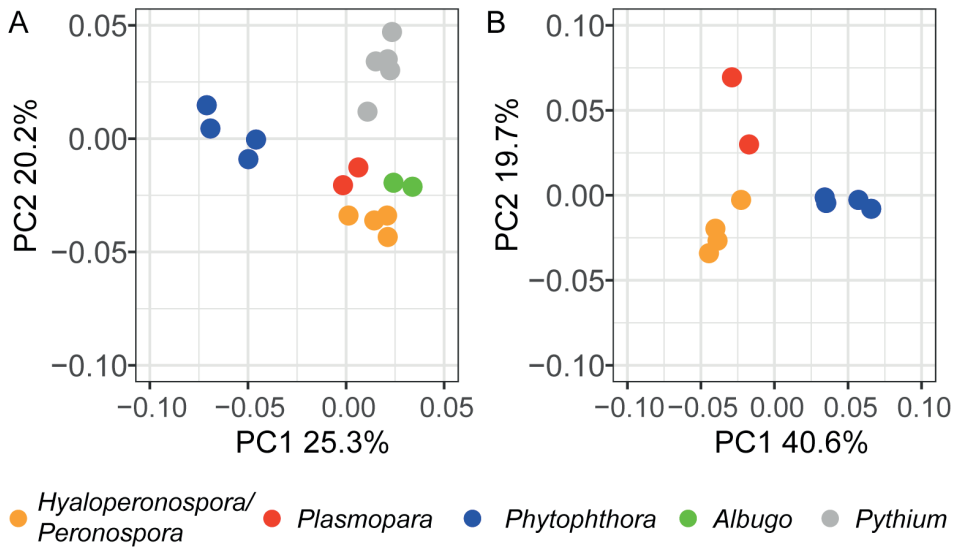 A
0.05
0.00
−0.05
−0.10
PC2 20.2%
−0.10
−0.05
0.00
0.05
PC1 25.3%
B
0.10
0.05
0.00
−0.05
−0.10
PC2 19.7%
−0.10
−0.05
0.00
0.05
0.10
PC1 40.6%
Hyaloperonospora/
Peronospora
Plasmopara
Phytophthora
Albugo
Pythium